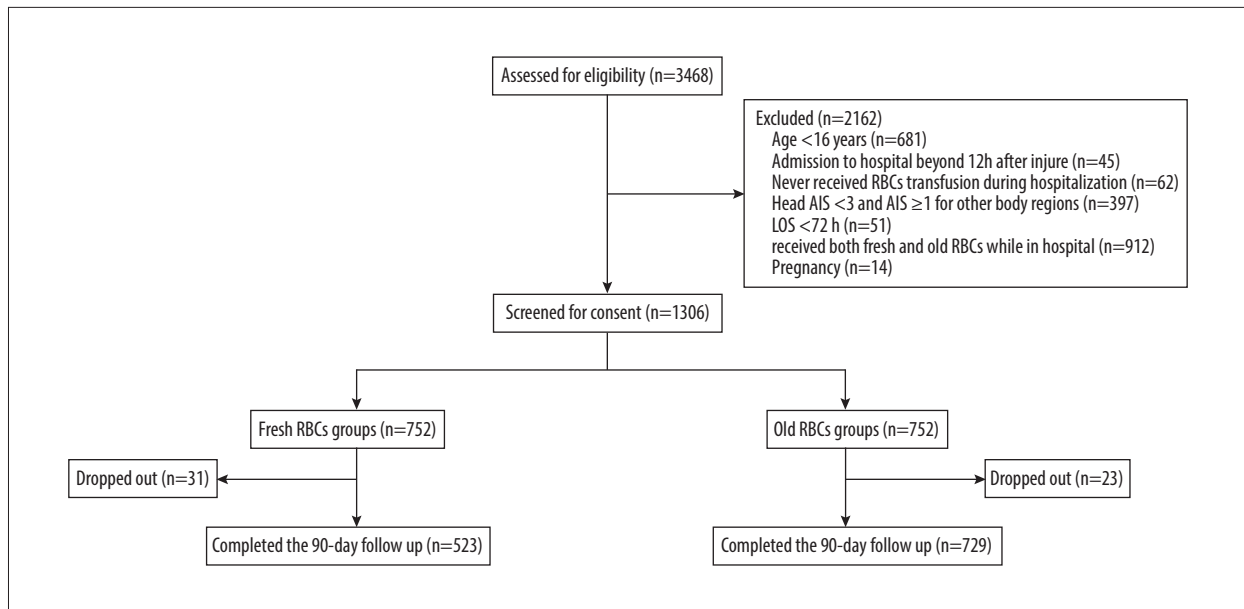 Assessed for eligibility (n=3468)
Excluded (n=2162)
Age <16 years (n=681)
Admission to hospital beyond 12h after injure (n=45)
Never received RBCs transfusion during hospitalization (n=62)
Head AIS <3 and AIS ≥1 for other body regions (n=397)
LOS <72 h (n=51)
received both fresh and old RBCs while in hospital (n=912)
Pregnancy (n=14)
Screened for consent (n=1306)
Fresh RBCs groups (n=752)
Old RBCs groups (n=752)
Dropped out (n=31)
Dropped out (n=23)
Completed the 90-day follow up (n=523)
Completed the 90-day follow up (n=729)